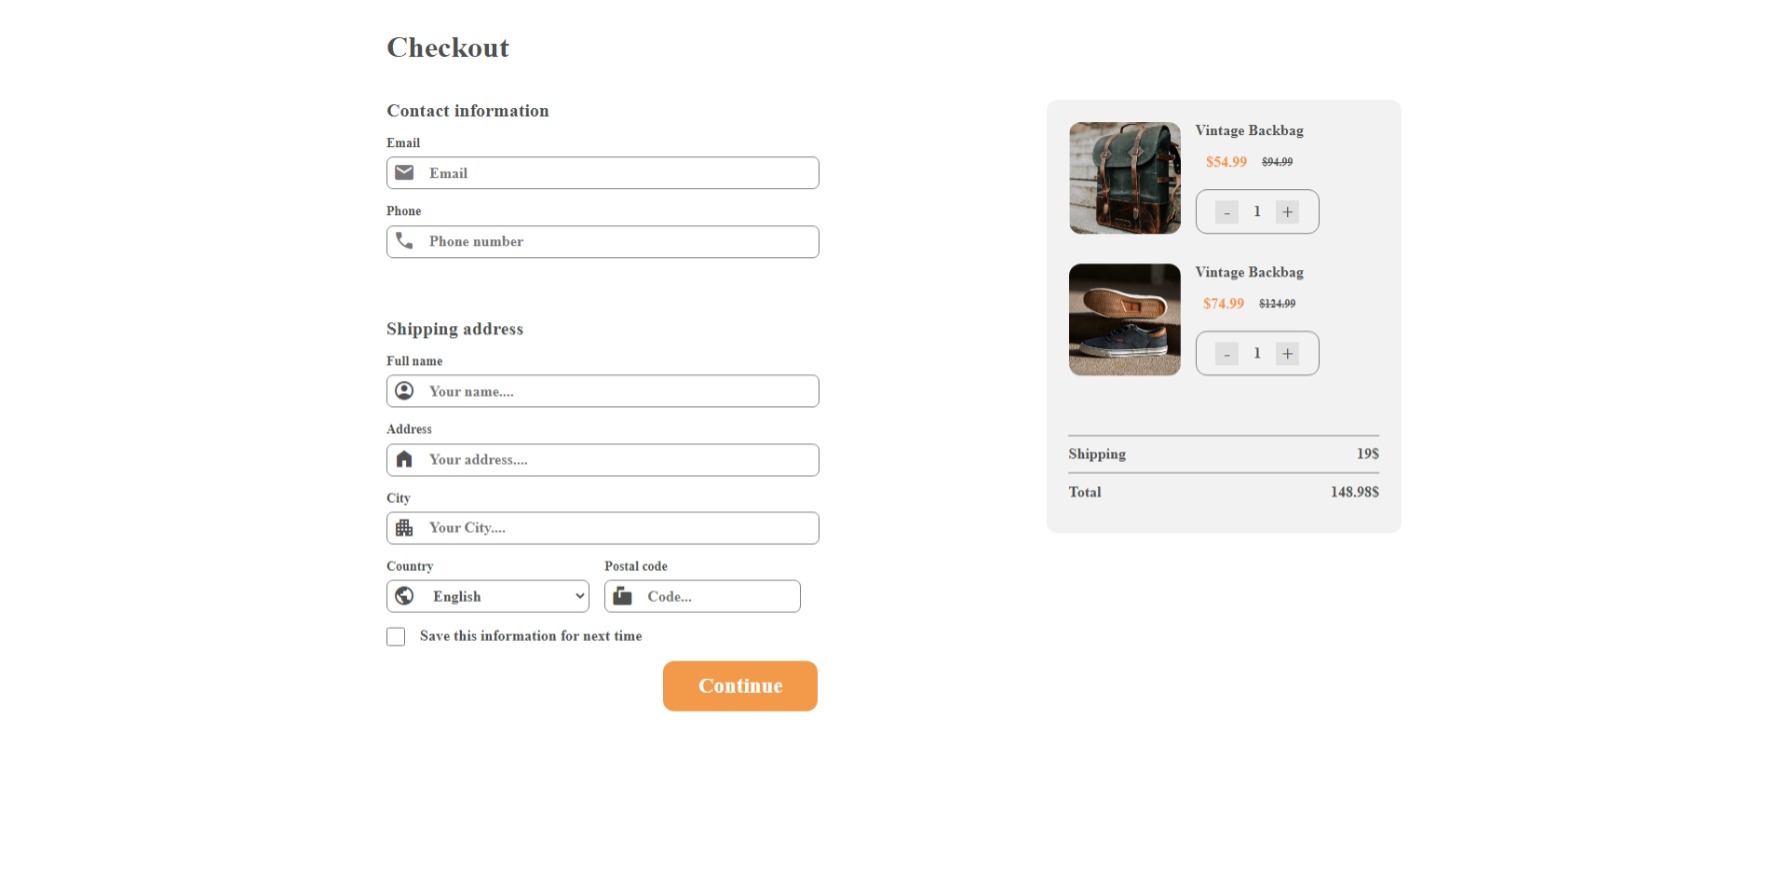 Checkout
Contact information
Email
Email
Phone
Phone number
Shipping address
Full name
Your name....
Address
Your address....
City
Your City....
Country
English
Postal code
Code...
Save this information for next time
Continue
Vintage Backbag
$54.99 $94.99
- 1 +
Vintage Backbag
$74.99 $124.99
- 1 +
Shipping 19$
Total 148.98$